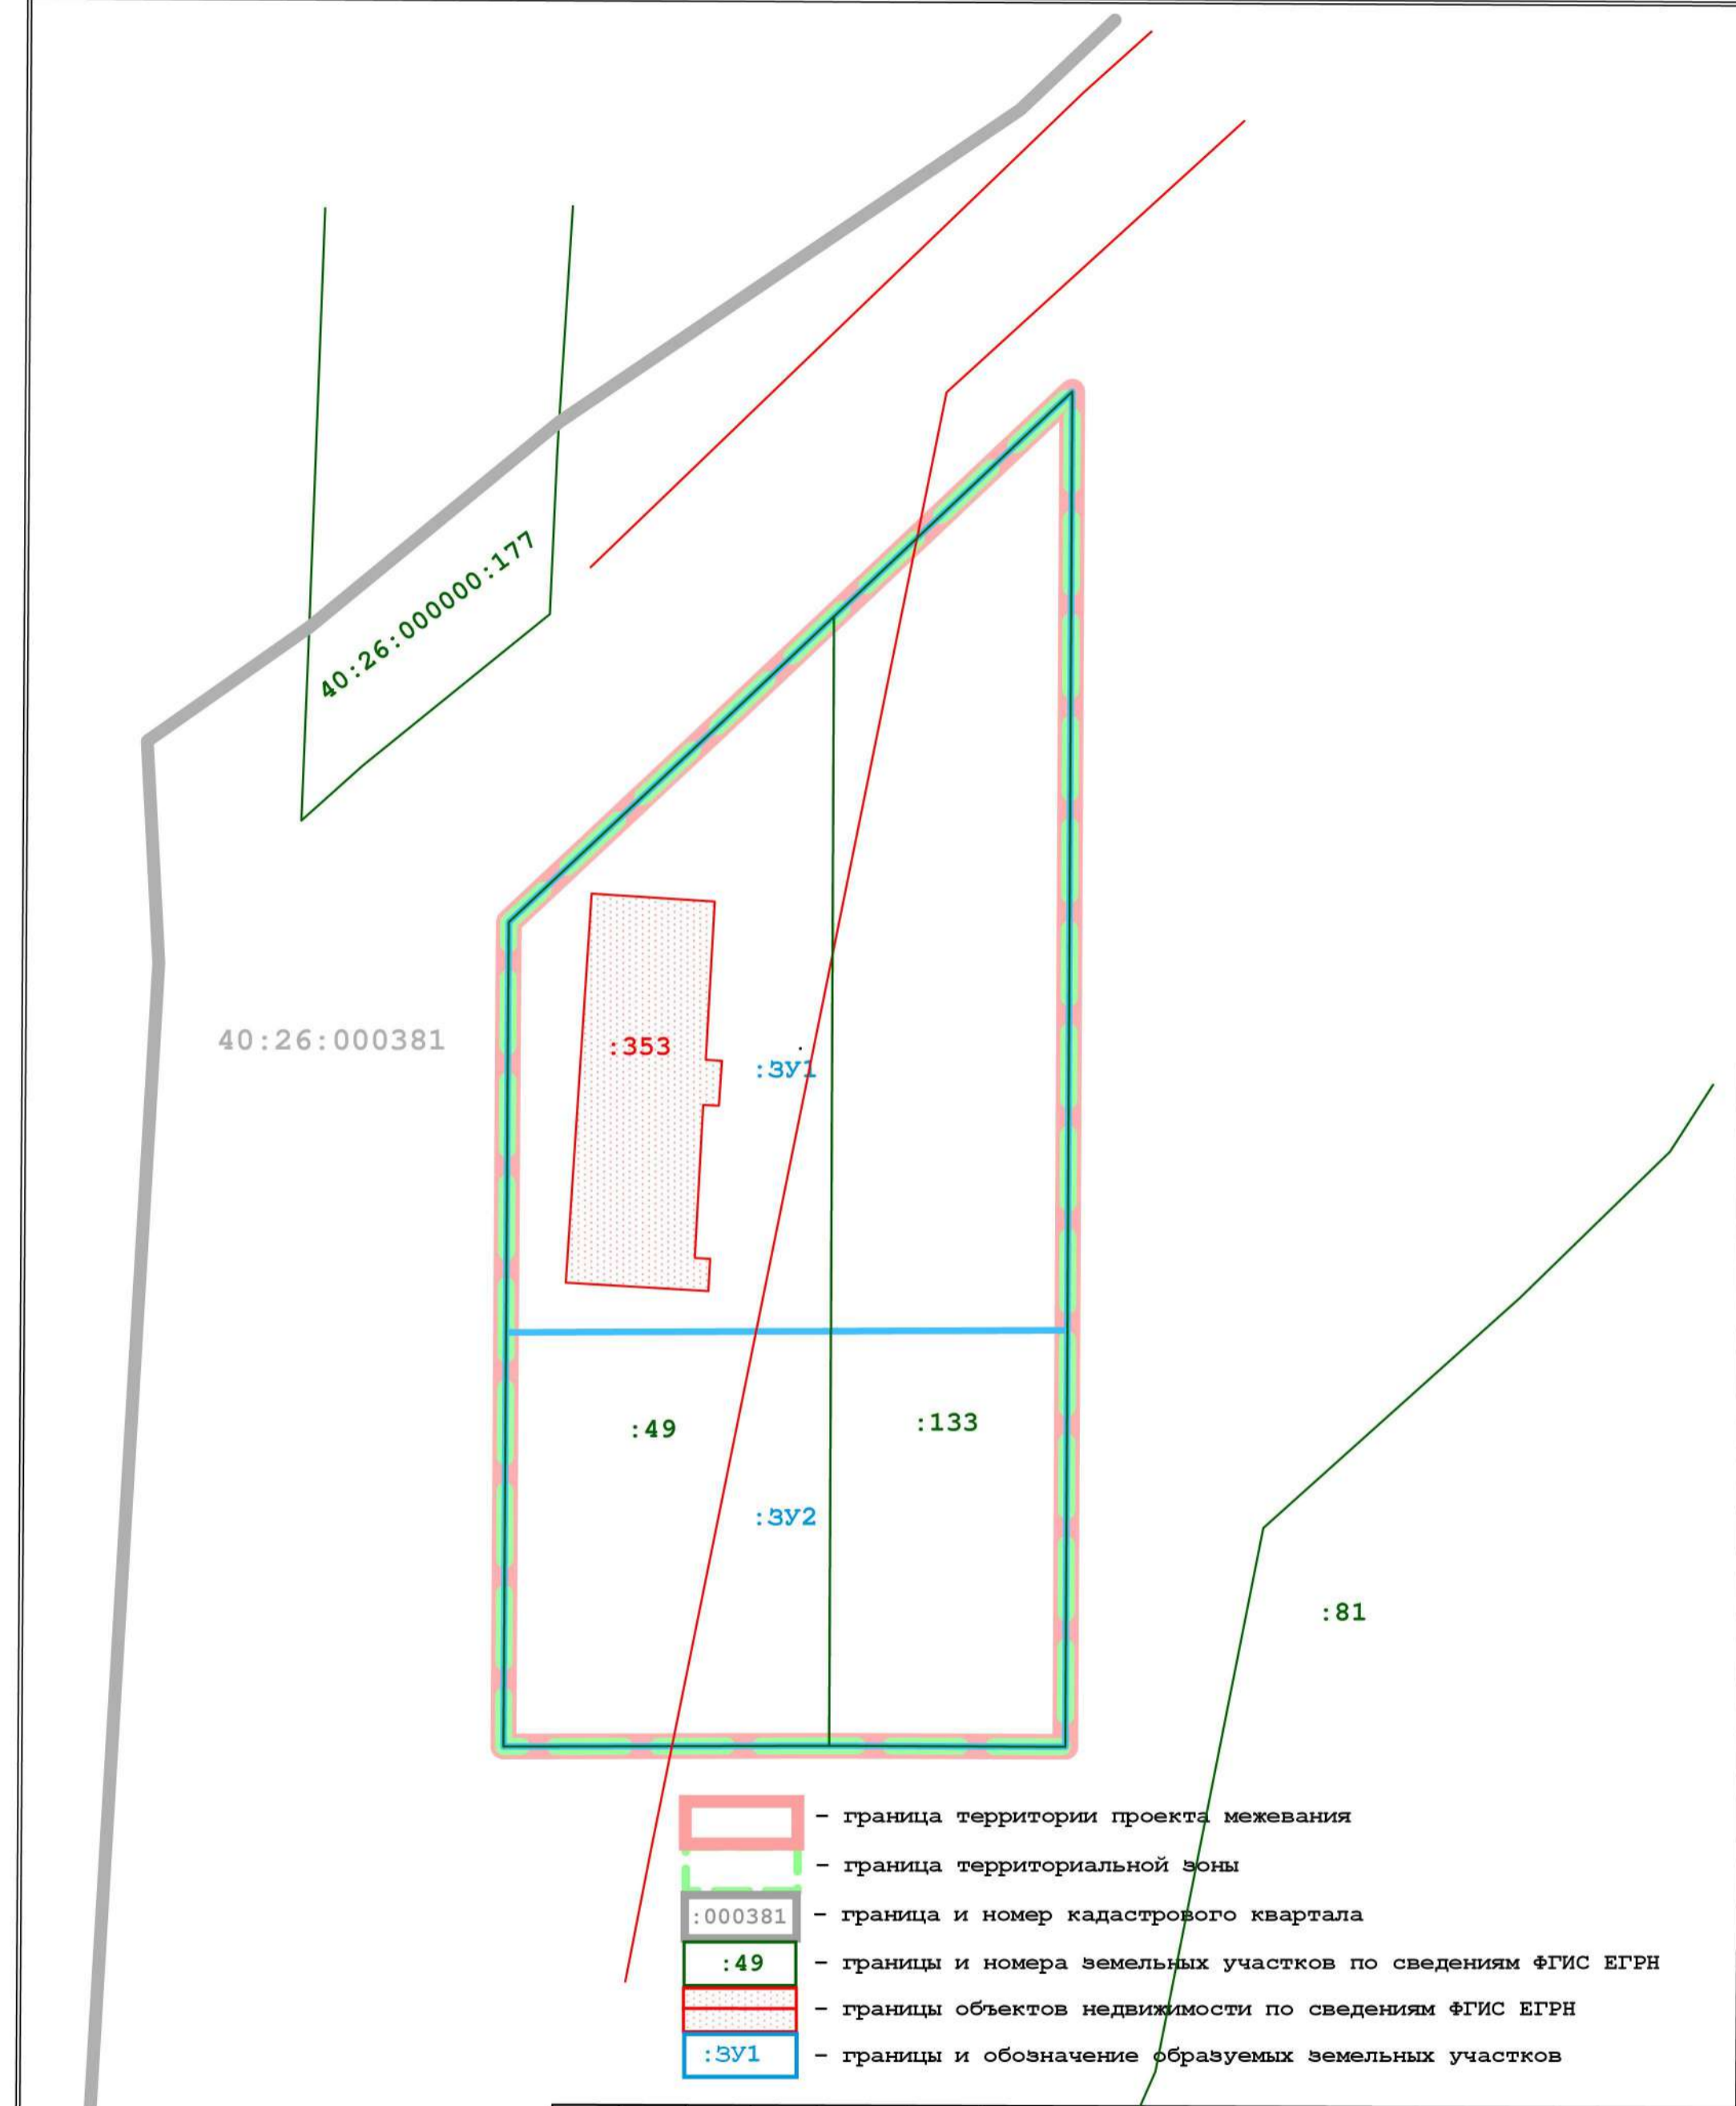 40:26:000000:177
40:26:000381
:353
:ЗУ1
:49
:133
:ЗУ2
:81
– граница территории проекта межевания
– граница территориальной зоны
:000381 – граница и номер кадастрового квартала
:49 – границы и номера земельных участков по сведениям ФГИС ЕГРН
– границы объектов недвижимости по сведениям ФГИС ЕГРН
:ЗУ1 – границы и обозначение образуемых земельных участков